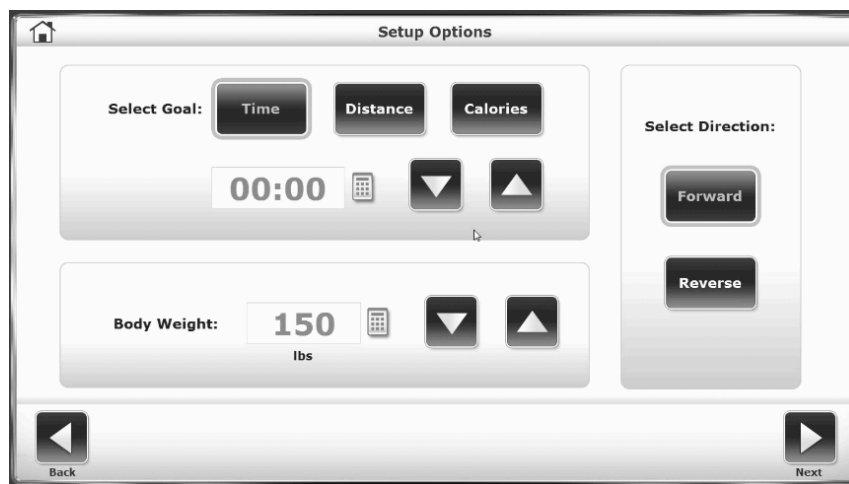 Setup Options
Select Goal: Time Distance Calories
00:00
Body Weight: 150
lbs
Select Direction:
Forward
Reverse
Back
Next